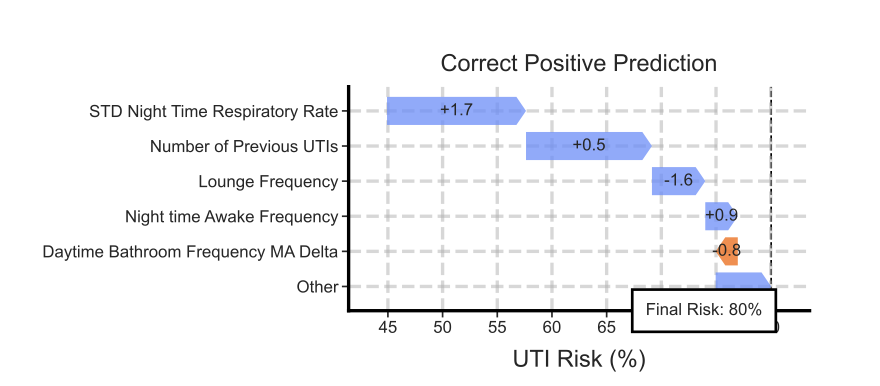 Correct Positive Prediction
STD Night Time Respiratory Rate
+1.7
Number of Previous UTIs
+0.5
Lounge Frequency
-1.6
Night time Awake Frequency
+0.9
Daytime Bathroom Frequency MA Delta
-0.8
Other
Final Risk: 80%
45 50 55 60 65
UTI Risk (%)